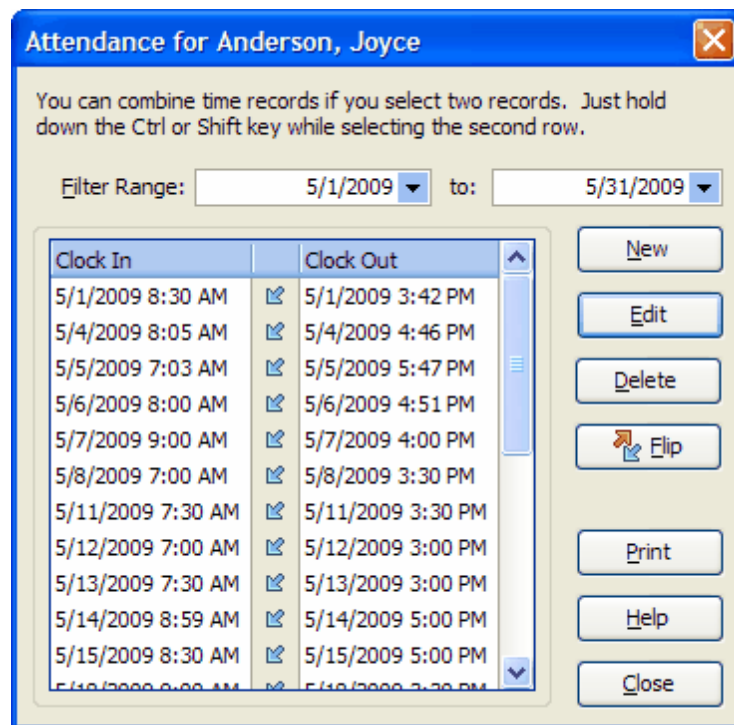 Attendance for Anderson, Joyce
You can combine time records if you select two records. Just hold
down the Ctrl or Shift key while selecting the second row.
Filter Range: 5/1/2009 to: 5/31/2009
Clock In Clock Out
5/1/2009 8:30 AM 5/1/2009 3:42 PM
5/4/2009 8:05 AM 5/4/2009 4:46 PM
5/5/2009 7:03 AM 5/5/2009 5:47 PM
5/6/2009 8:00 AM 5/6/2009 4:51 PM
5/7/2009 9:00 AM 5/7/2009 4:00 PM
5/8/2009 7:00 AM 5/8/2009 3:30 PM
5/11/2009 7:30 AM 5/11/2009 3:30 PM
5/12/2009 7:00 AM 5/12/2009 3:00 PM
5/13/2009 7:30 AM 5/13/2009 3:00 PM
5/14/2009 8:59 AM 5/14/2009 5:00 PM
5/15/2009 8:30 AM 5/15/2009 5:00 PM
New
Edit
Delete
Flip
Print
Help
Close